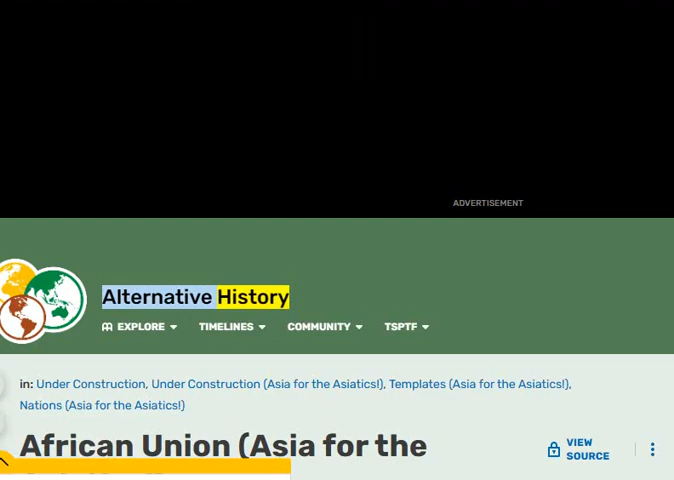 ADVERTISEMENT
Alternative History
EXPLORE TIMELINES COMMUNITY TSPTF
in: Under Construction, Under Construction (Asia for the Asiatics!), Templates (Asia for the Asiatics!),
Nations (Asia for the Asiatics!)
African Union (Asia for the
VIEW
SOURCE